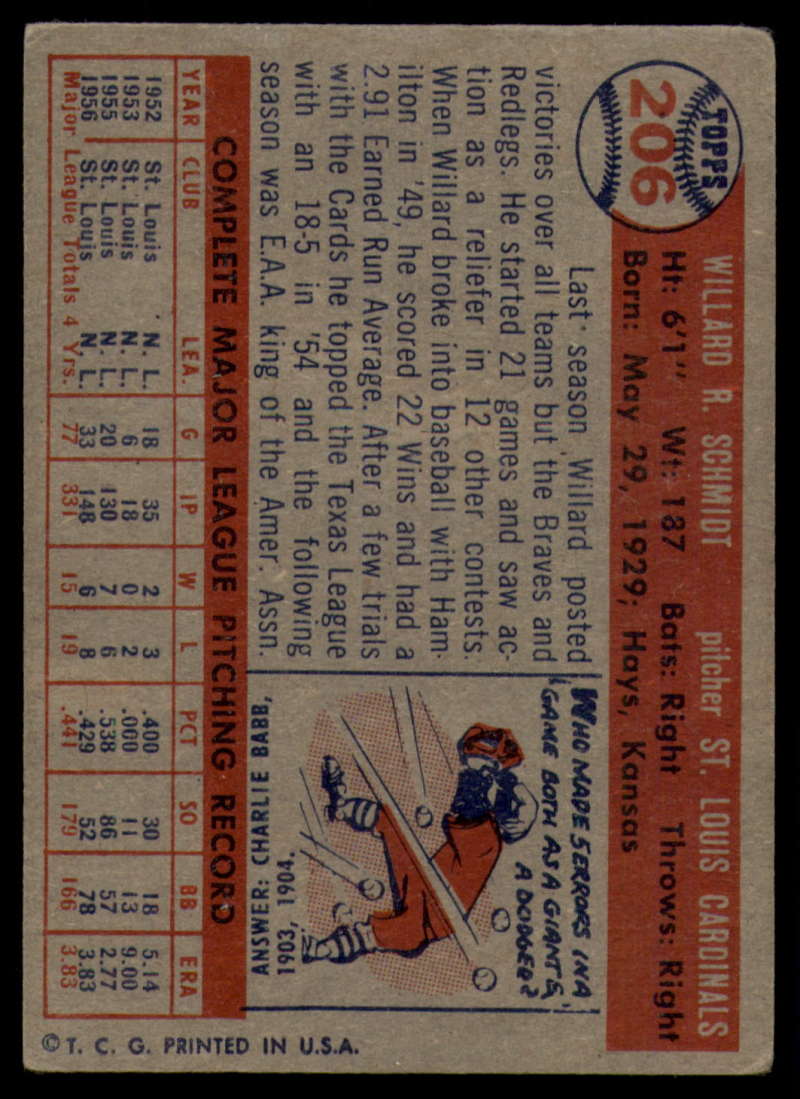 TOPPS
206
WILLARD R. SCHMIDT pitcher ST. LOUIS CARDINALS
Ht: 6'1" Wt: 187 Bats: Right Throws: Right
Born: May 29, 1929; Hays, Kansas
Last season Willard posted
victories over all teams but the Braves and
Redlegs. He started 21 games and saw ac-
tion as a reliefer in 12 other contests.
When Willard broke into baseball with Ham-
ilton in '49, he scored 22 Wins and had a
2.91 Earned Run Average. After a few trials
with the Cards he topped the Texas League
with an 18-5 in '54 and the following
season was E.A.A. king of the Amer. Assn.
WHO MADE 5 ERRORS IN A
GAME BOTH AS A GIANT &
A DODGER?
ANSWER: CHARLIE BABB,
1903, 1904.
COMPLETE MAJOR LEAGUE PITCHING RECORD
YEAR CLUB LEA. G IP W L PCT SO BB ERA
1952 St. Louis N. L. 18 35 2 3 .400 30 18 5.14
1953 St. Louis N. L. 6 18 0 2 .000 11 13 9.00
1955 St. Louis N. L. 20 130 7 6 .538 86 57 2.77
1956 St. Louis N. L. 33 148 6 8 .429 52 78 3.83
Major League Totals 4 Yrs. 77 331 15 19 .441 179 166 3.83
© T. C. G. PRINTED IN U.S.A.